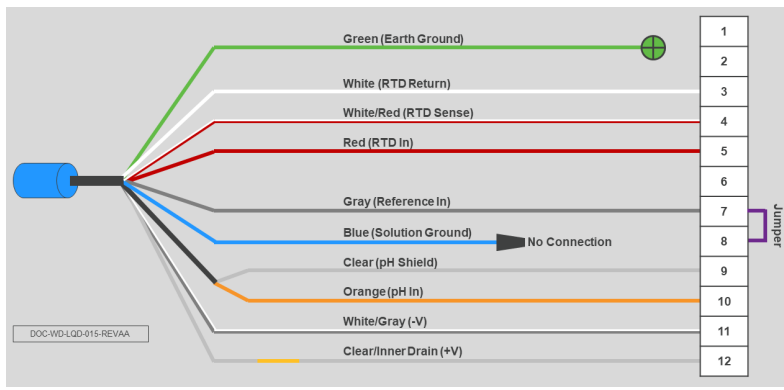 Green (Earth Ground)
White (RTD Return)
White/Red (RTD Sense)
Red (RTD In)
Gray (Reference In)
Blue (Solution Ground)
No Connection
Clear (pH Shield)
Orange (pH In)
White/Gray (-V)
Clear/Inner Drain (+V)
1
2
3
4
5
6
7
8
9
10
11
12
Jumper
DOC-WD-LQD-015-REVAA